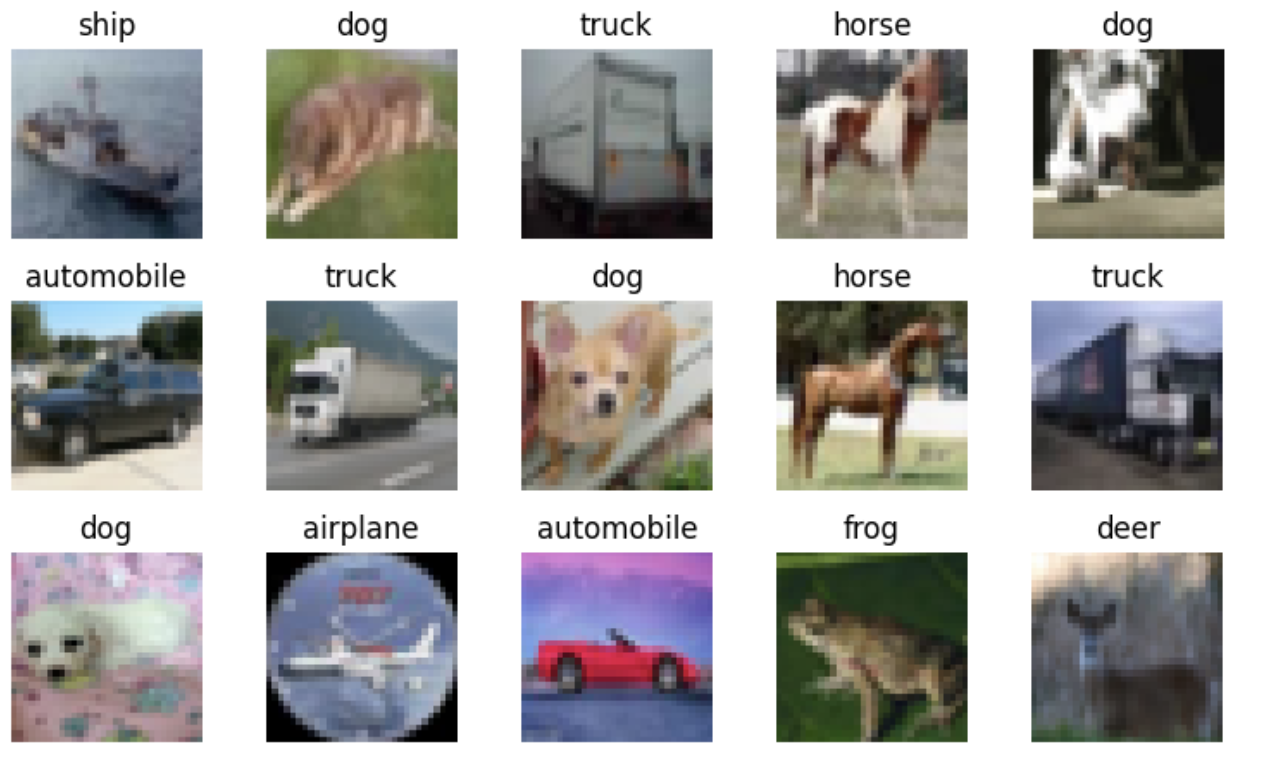 ship dog truck horse dog
automobile truck dog horse truck
dog airplane automobile frog deer